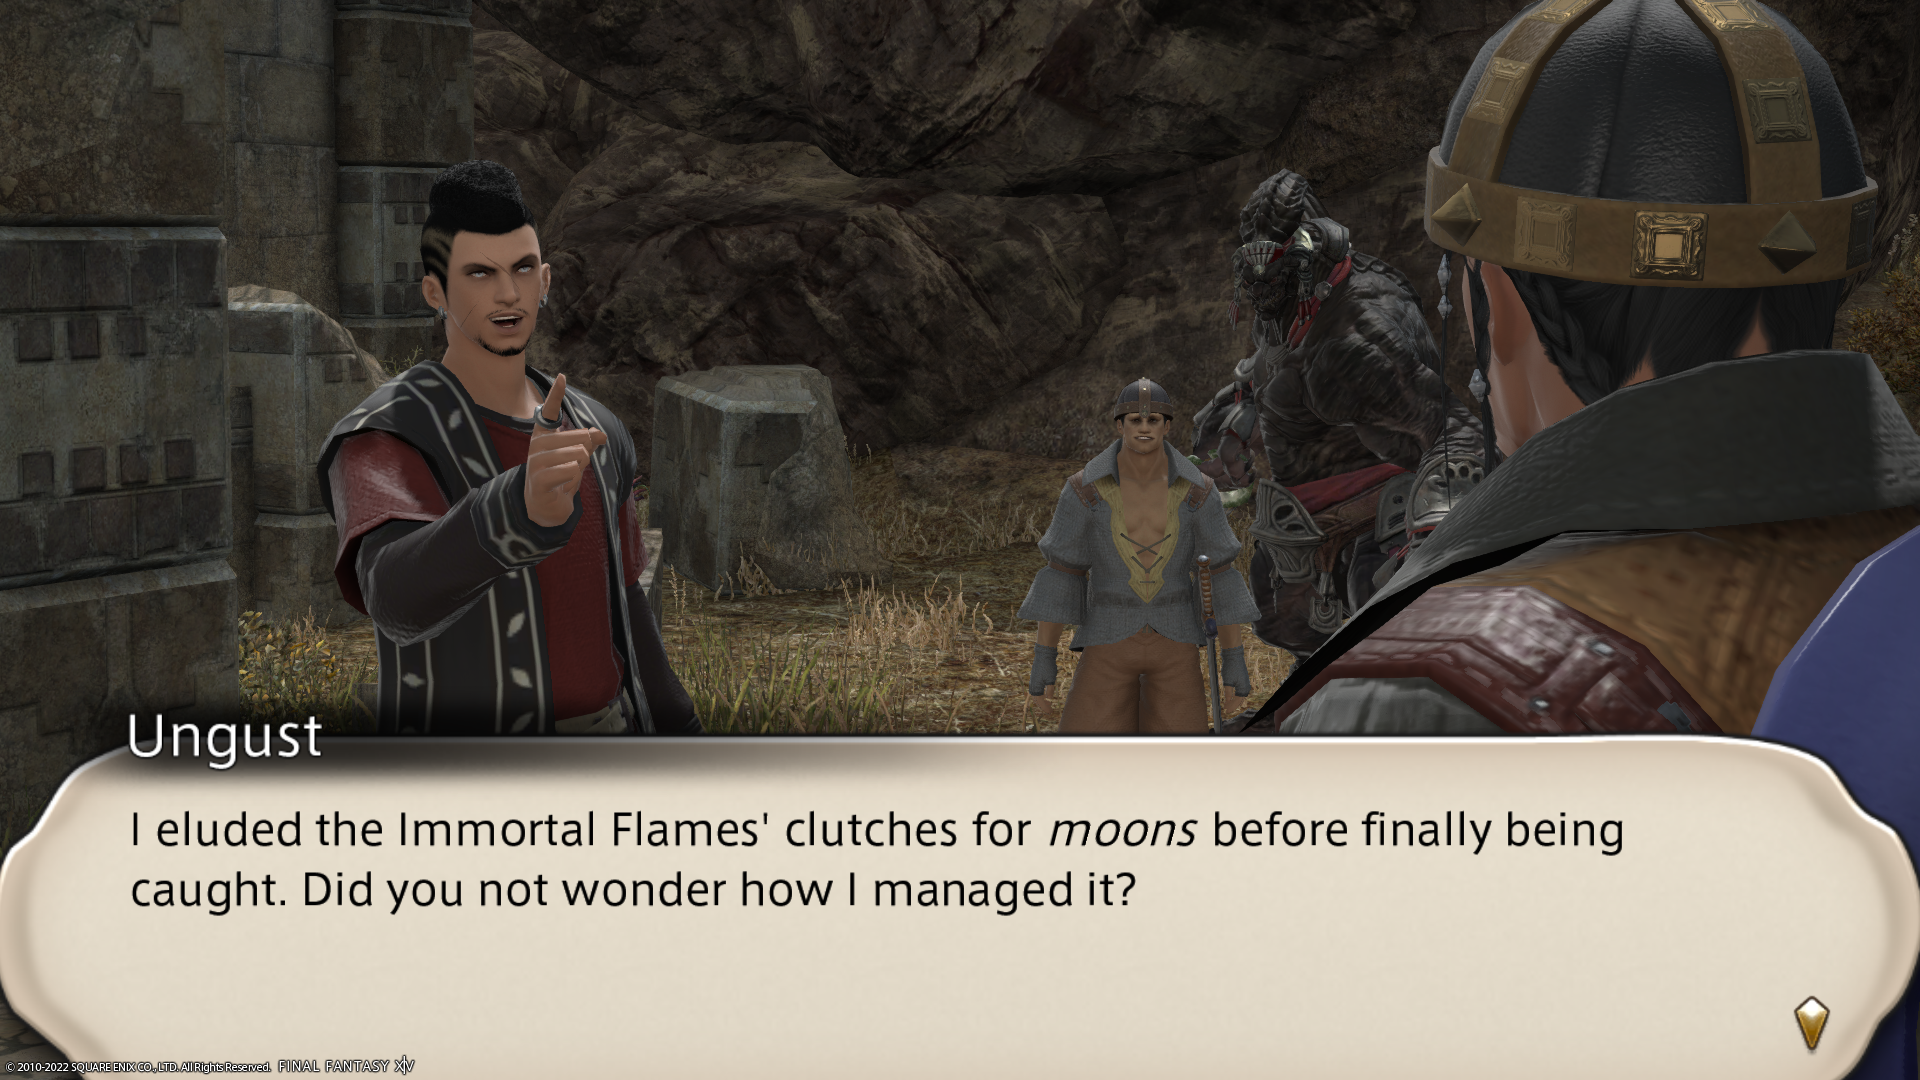 Ungust
I eluded the Immortal Flames' clutches for moons before finally being
caught. Did you not wonder how I managed it?
© 2010-2022 SQUARE ENIX CO., LTD. All Rights Reserved. FINAL FANTASY XIV